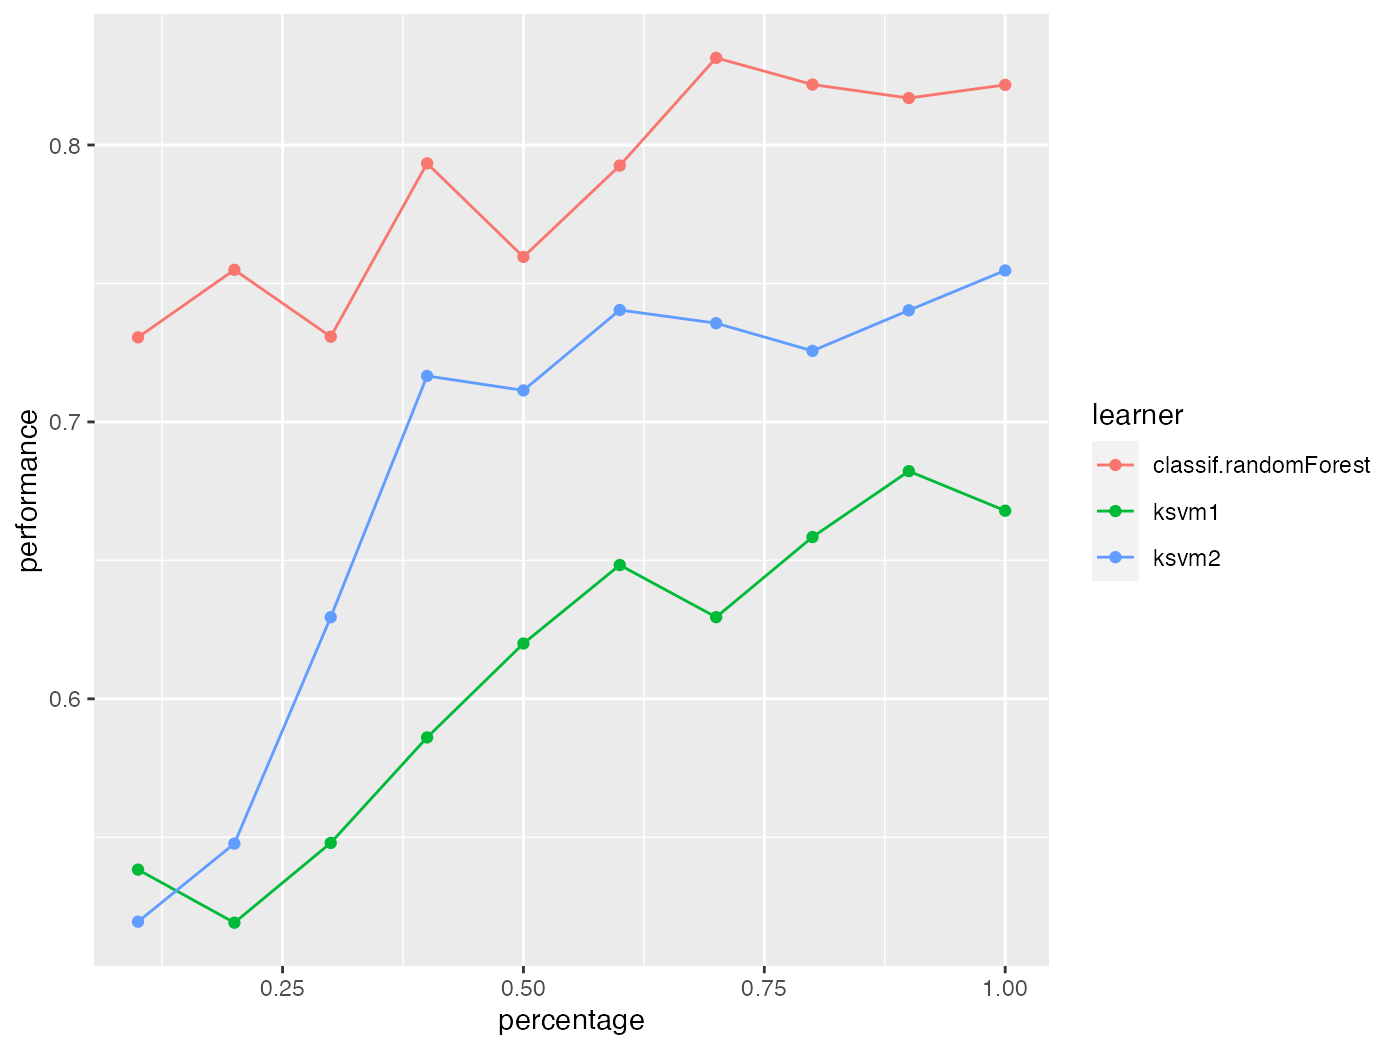 0.8
0.7
0.6
performance
0.25 0.50 0.75 1.00
percentage
learner
classif.randomForest
ksvm1
ksvm2